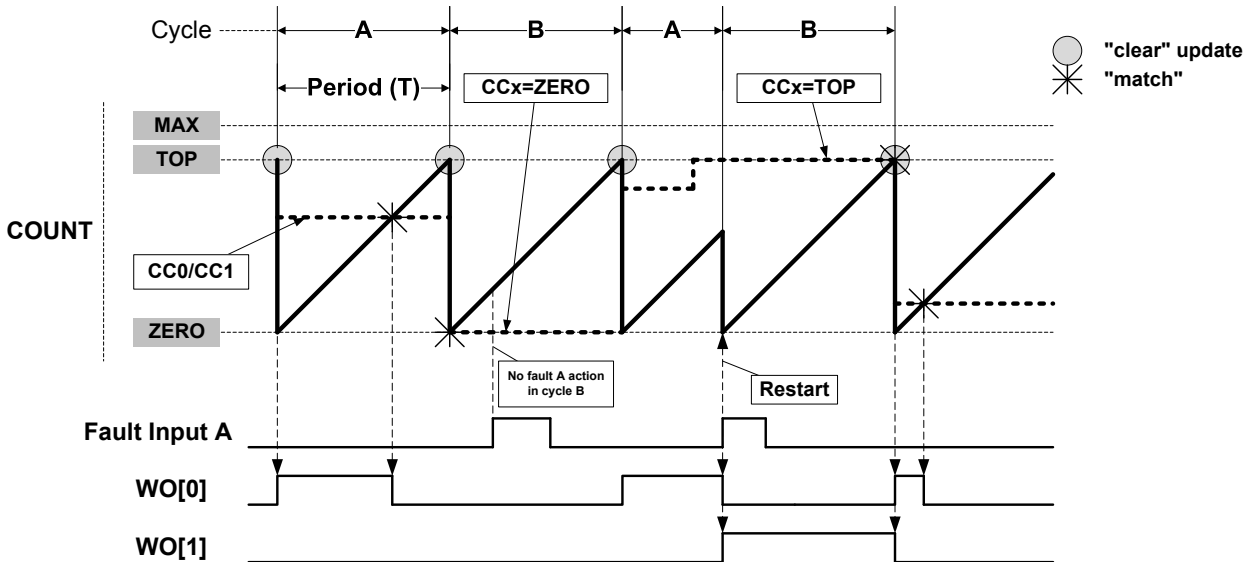 Cycle
A
B
A
B
"clear" update
"match"
Period (T)
CCx=ZERO
CCx=TOP
MAX
TOP
COUNT
CC0/CC1
ZERO
No fault A action
in cycle B
Restart
Fault Input A
WO[0]
WO[1]